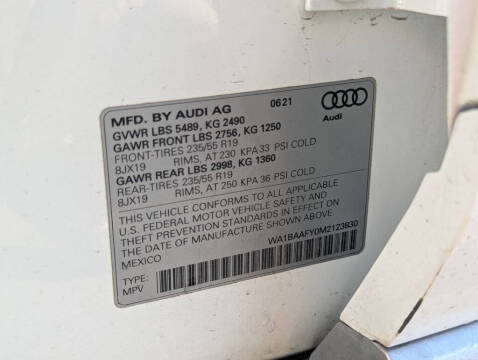 MFD. BY AUDI AG 06 21
GVWR LBS 5489, KG 2490
GAWR FRONT LBS 2756, KG 1250
FRONT-TIRES 235/55 R19
8JX19 RIMS, AT 230 KPA 33 PSI COLD
GAWR REAR LBS 2998, KG 1360
REAR-TIRES 235/55 R19
8JX19 RIMS, AT 250 KPA 36 PSI COLD
THIS VEHICLE CONFORMS TO ALL APPLICABLE
U.S. FEDERAL MOTOR VEHICLE SAFETY AND
THEFT PREVENTION STANDARDS IN EFFECT ON
THE DATE OF MANUFACTURE SHOWN ABOVE.
MEXICO
WA1BAAFY0M2123830
TYPE:
MPV
Audi